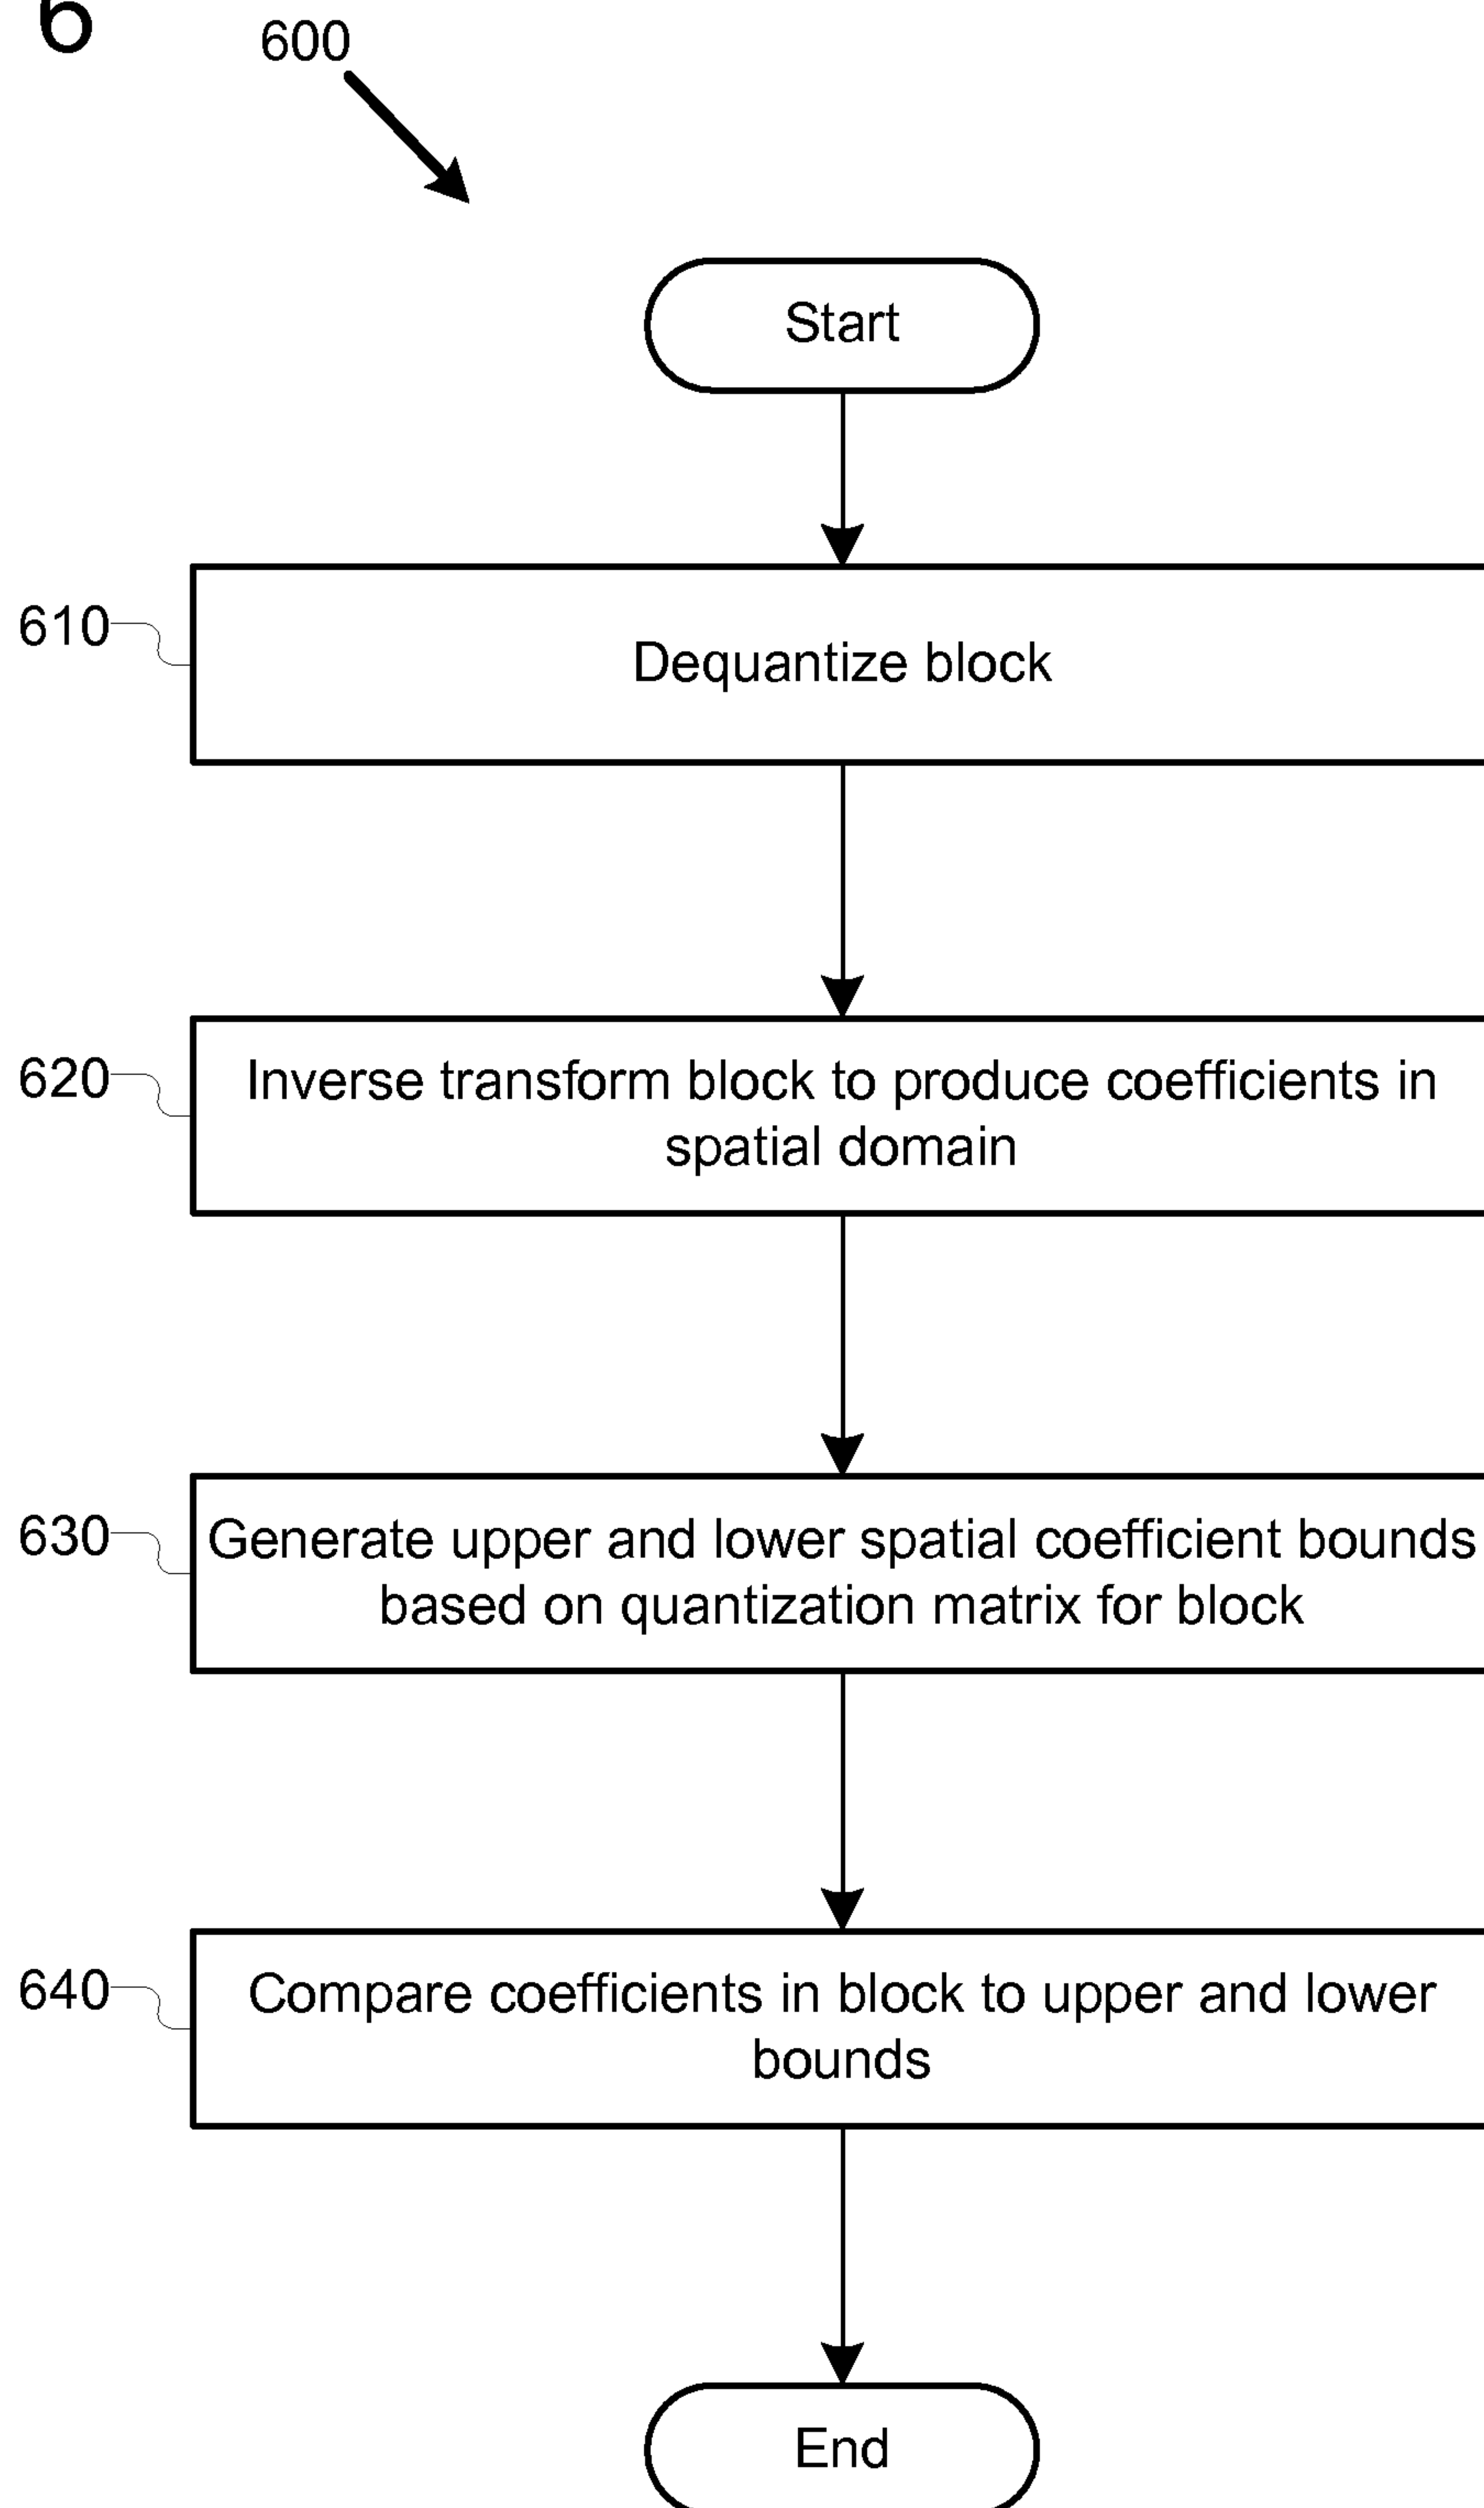 6
600
Start
610
Dequantize block
620
Inverse transform block to produce coefficients in
spatial domain
630
Generate upper and lower spatial coefficient bounds
based on quantization matrix for block
640
Compare coefficients in block to upper and lower
bounds
End